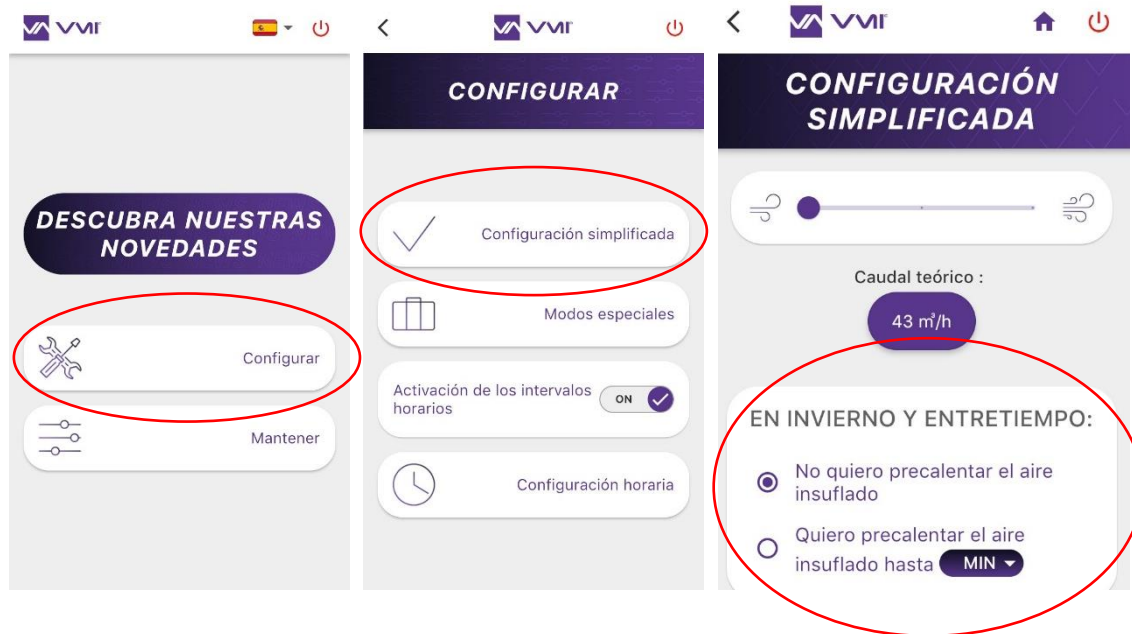 VMI
DESCUBRA NUESTRAS
NOVEDADES
Configurar
Mantener
VMI
CONFIGURAR
Configuración simplificada
Modos especiales
Activación de los intervalos
horarios
ON
Configuración horaria
VMI
CONFIGURACIÓN
SIMPLIFICADA
Caudal teórico :
43 m³/h
EN INVIERNO Y ENTRETIEMPO:
No quiero precalentar el aire
insuflado
Quiero precalentar el aire
insuflado hasta MIN